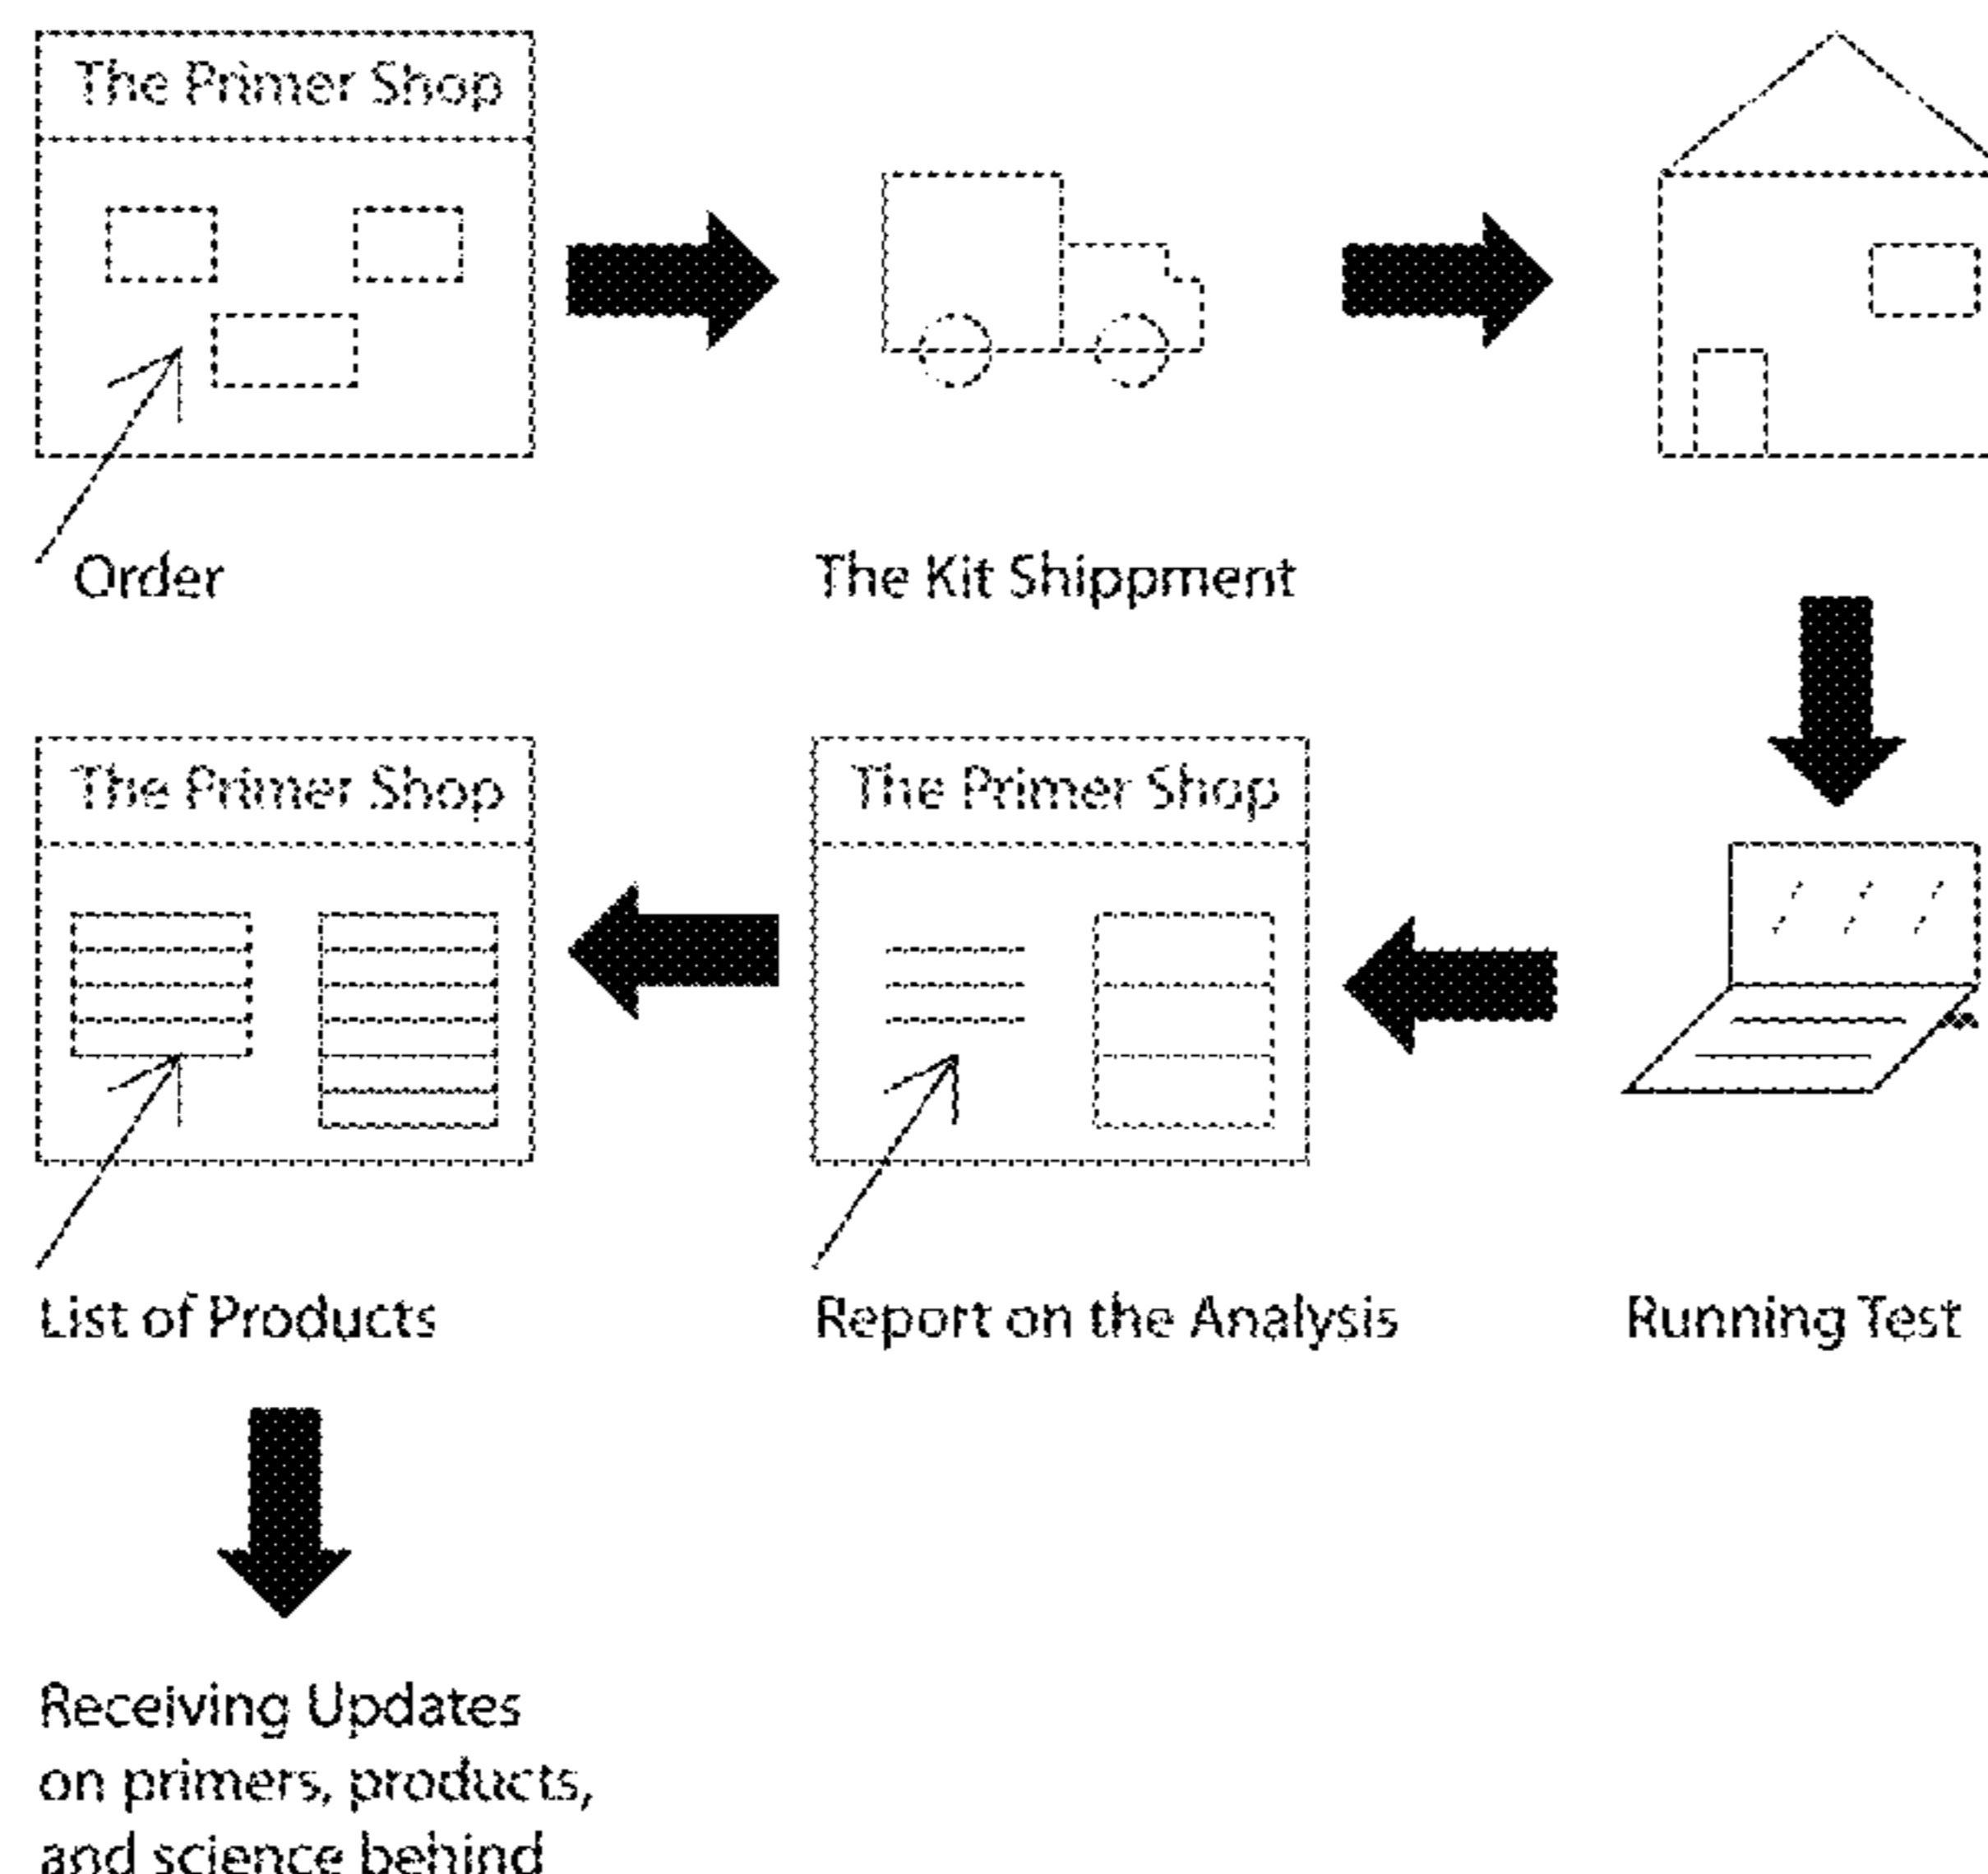 The Primer Shop
Order
The Kit Shippment
The Primer Shop
The Primer Shop
List of Products
Report on the Analysis
Running Test
Receiving Updates
on primers, products,
and science behind